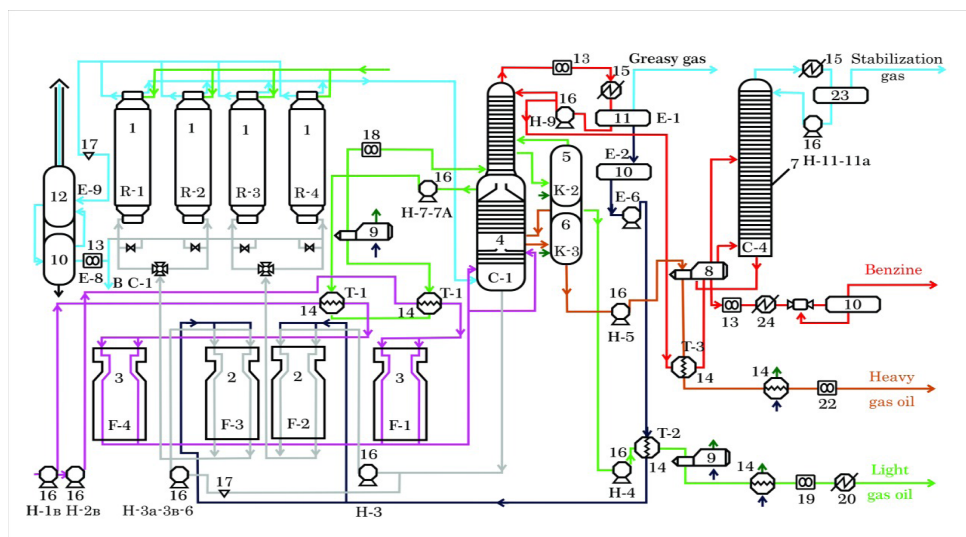 13
15
Greasy gas
15
Stabilization
gas
17
1
1
1
1
18
16
H-9
11
E-1
23
16
H-11-11a
7
12
E-9
R-1
R-2
R-3
R-4
16
H-7-7A
5
K-2
E-2
10
E-6
13
10
E-8
9
4
6
K-3
C-1
C-4
8
B C-1
T-1
14
T-1
14
16
H-5
Benzine
13
24
10
3
F-4
2
F-3
2
F-2
3
F-1
T-3
14
14
22
Heavy
gas oil
16
16
H-1в
H-2в
16
H-3a-3в-6
17
16
H-3
16
H-4
T-2
14
9
14
19
20
Light
gas oil